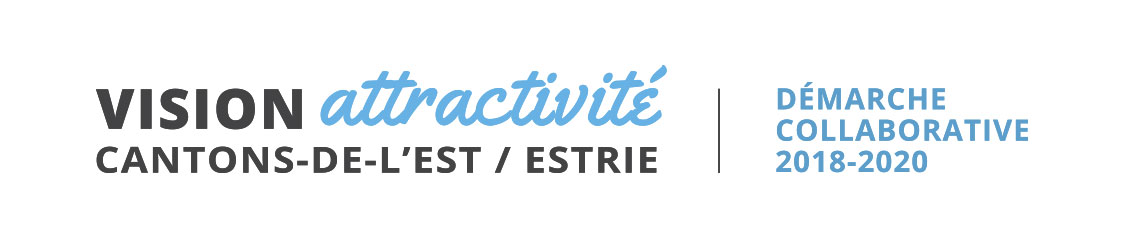 VISION attractivité
CANTONS-DE-L’EST / ESTRIE
DÉMARCHE
COLLABORATIVE
2018-2020